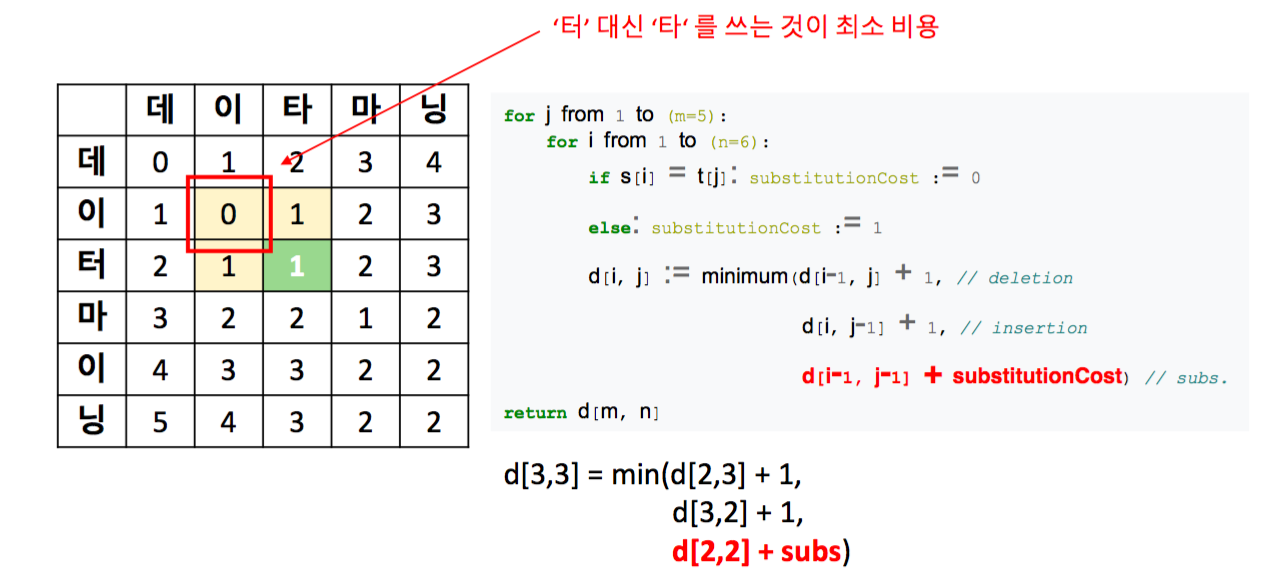 ‘터’ 대신 ‘타‘ 를 쓰는 것이 최소 비용
데 이 타 마 닝
데 0 1 2 3 4
이 1 0 1 2 3
터 2 1 1 2 3
마 3 2 2 1 2
이 4 3 3 2 2
닝 5 4 3 2 2
for j from 1 to (m=5):
for i from 1 to (n=6):
if s[i] = t[j]: substitutionCost := 0
else: substitutionCost := 1
d[i, j] := minimum(d[i-1, j] + 1, // deletion
d[i, j-1] + 1, // insertion
d[i-1, j-1] + substitutionCost) // subs.
return d[m, n]
d[3,3] = min(d[2,3] + 1,
d[3,2] + 1,
d[2,2] + subs)